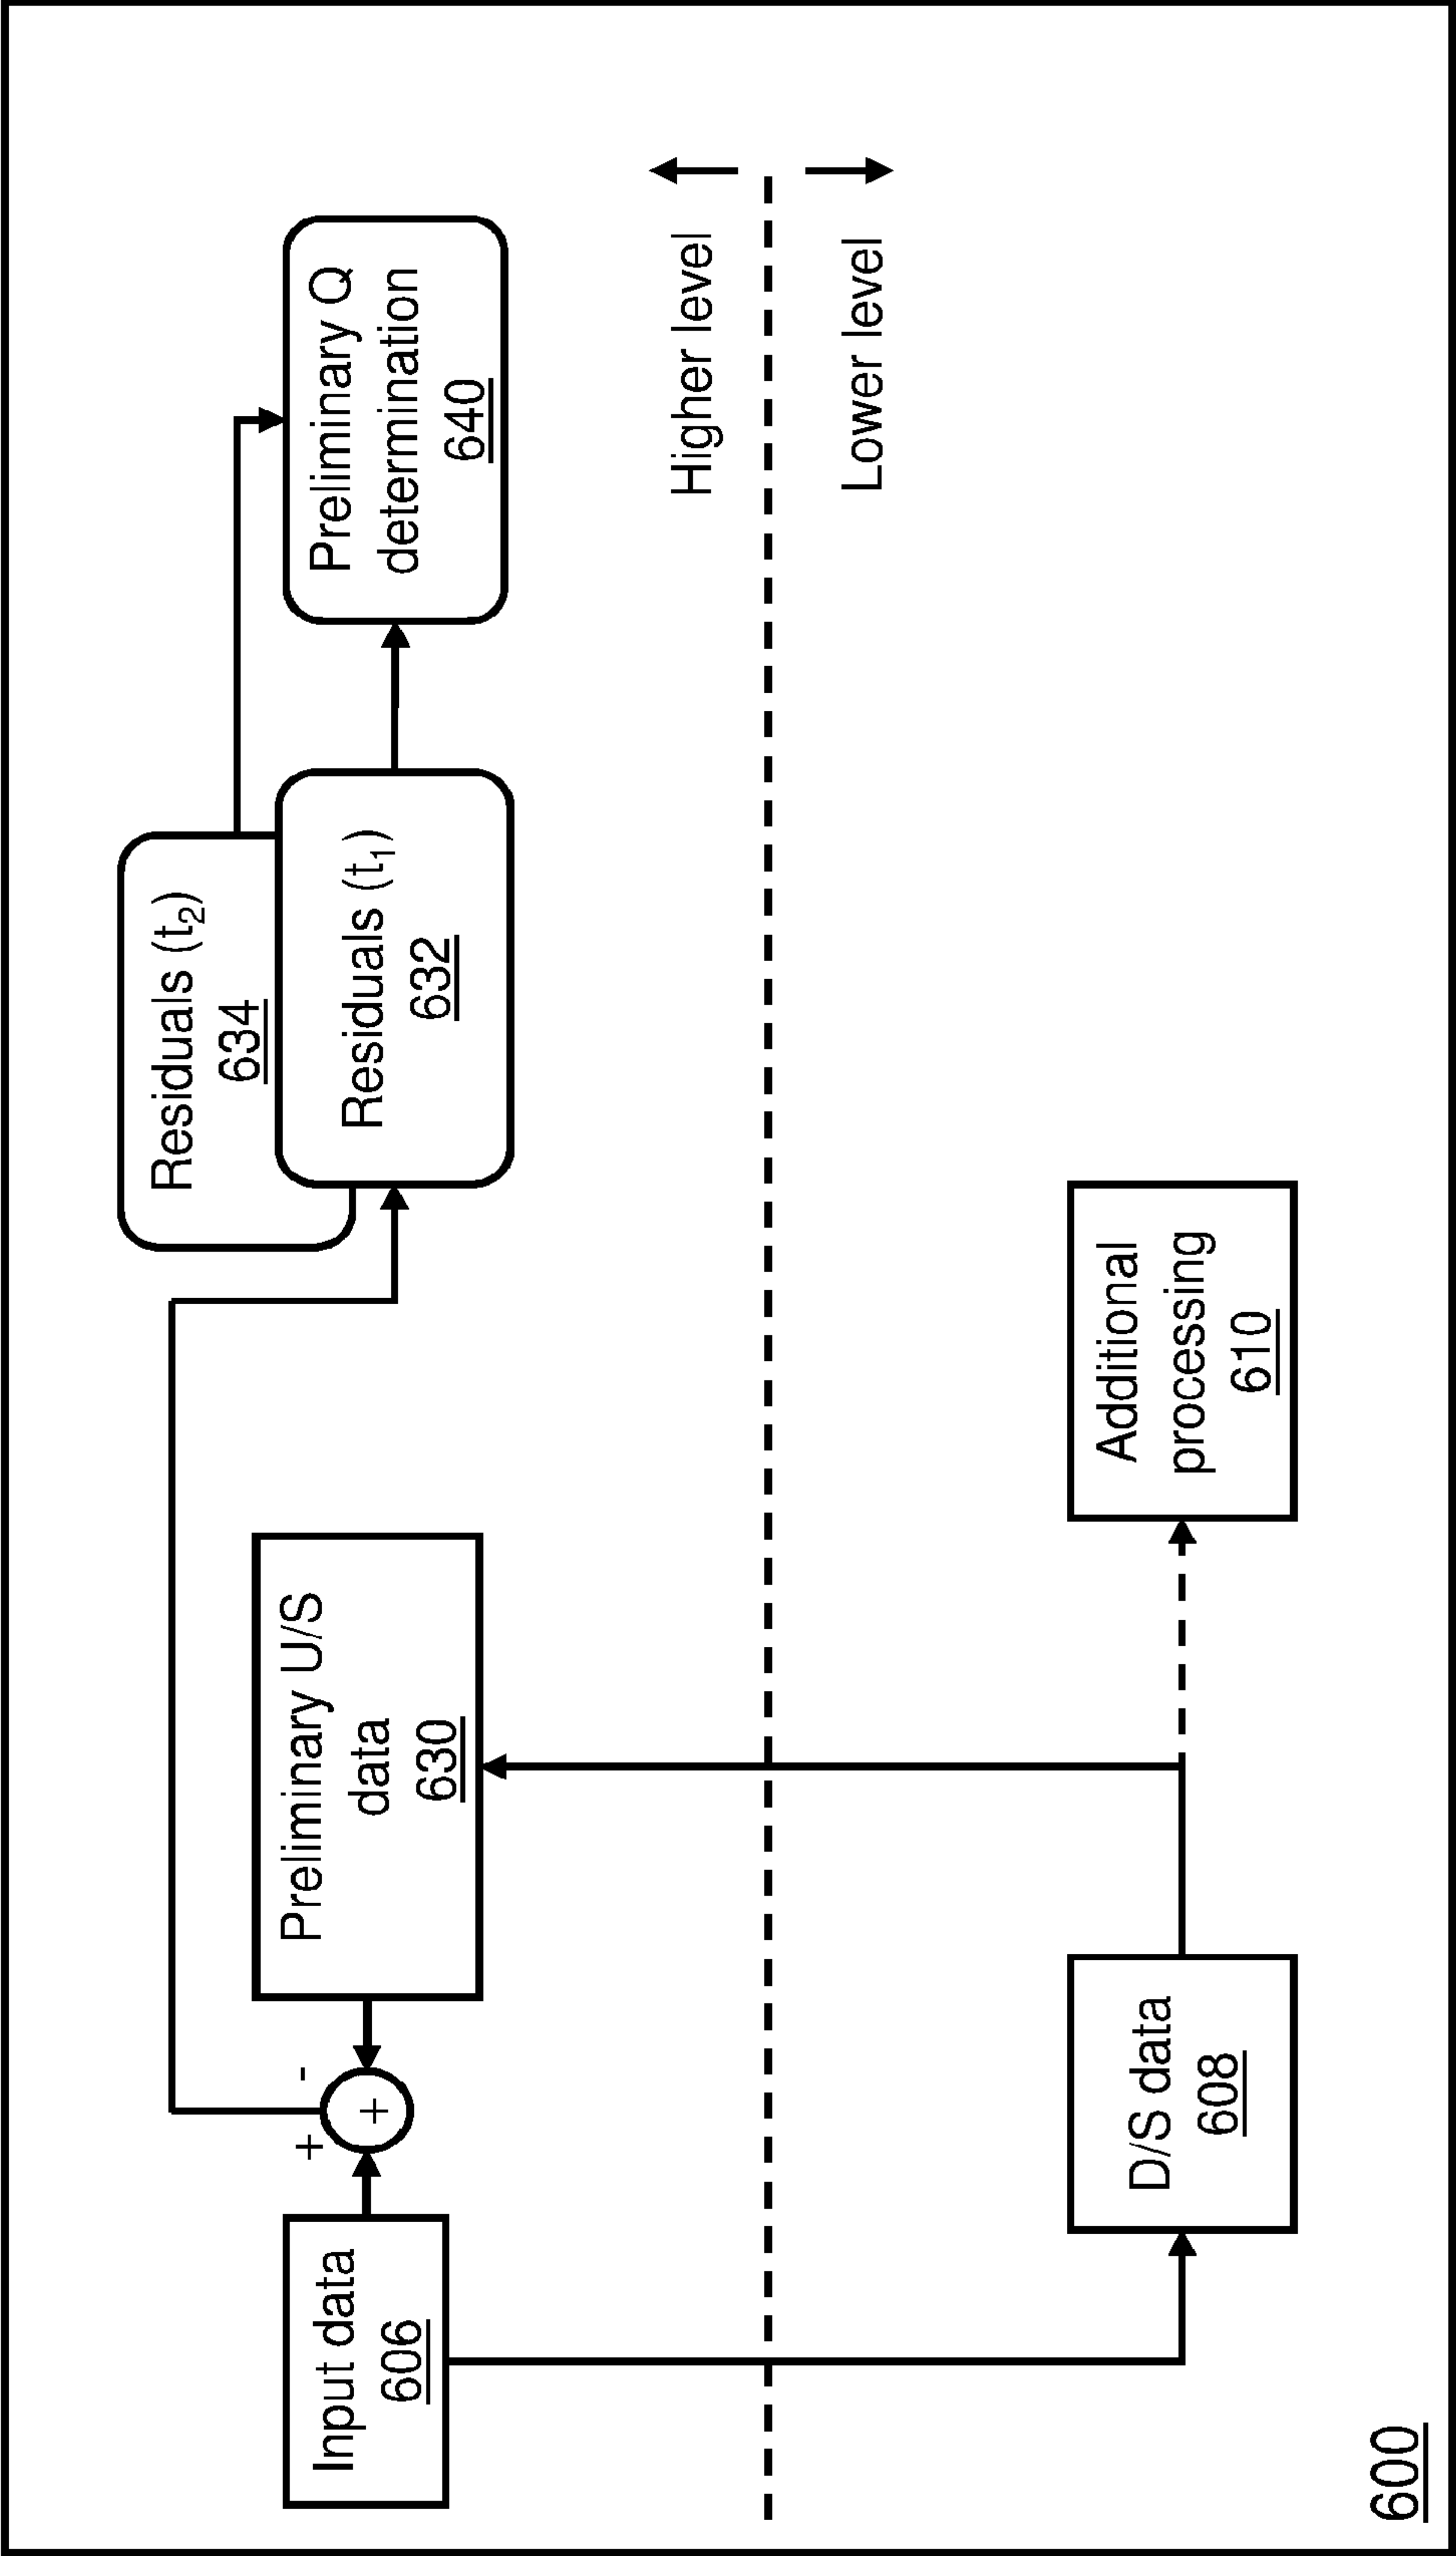 Residuals (t2)
634
Residuals (t1)
632
Preliminary Q
determination
640
Preliminary U/S
data
630
-
+
+
Input data
606
Higher level
Lower level
D/S data
608
Additional
processing
610
600